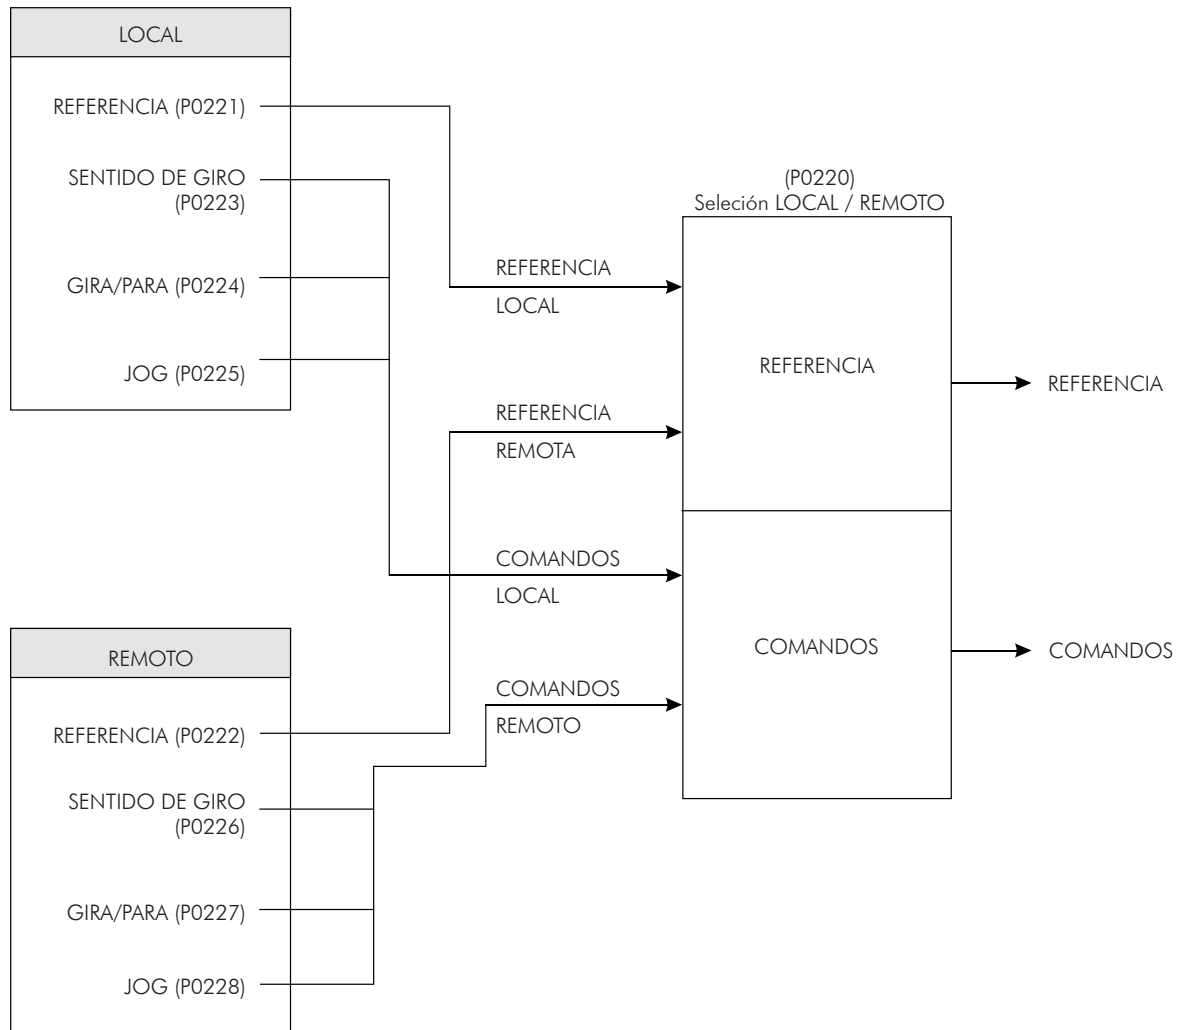 LOCAL
REFERENCIA (P0221)
SENTIDO DE GIRO
(P0223)
GIRA/PARA (P0224)
JOG (P0225)
REFERENCIA
LOCAL
REFERENCIA
REMOTA
COMANDOS
LOCAL
COMANDOS
REMOTO
(P0220)
Seleción LOCAL / REMOTO
REFERENCIA
COMANDOS
REFERENCIA
COMANDOS
REMOTO
REFERENCIA (P0222)
SENTIDO DE GIRO
(P0226)
GIRA/PARA (P0227)
JOG (P0228)